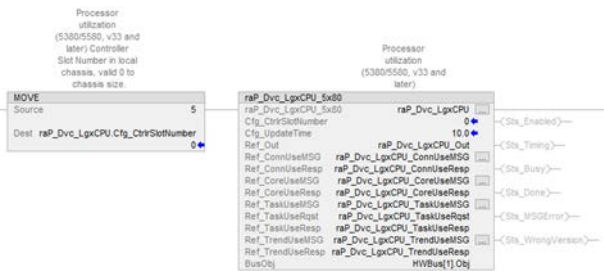 Processor
utilization
(5380/5580, v33 and
later) Controller
Slot Number in local
chassis, valid 0 to
chassis size.
MOVE
Source 5
Dest raP_Dvc_LgxCPU.Cfg_CtrlrSlotNumber
0
Processor
utilization
(5380/5580, v33 and
later)
raP_Dvc_LgxCPU_5x80
raP_Dvc_LgxCPU_5x80 raP_Dvc_LgxCPU ...
Cfg_CtrlrSlotNumber 0
Cfg_UpdateTime 10.0
Ref_Out raP_Dvc_LgxCPU_Out
Ref_ConnUseMSG raP_Dvc_LgxCPU_ConnUseMSG ...
Ref_ConnUseResp raP_Dvc_LgxCPU_ConnUseResp
Ref_CoreUseMSG raP_Dvc_LgxCPU_CoreUseMSG ...
Ref_CoreUseResp raP_Dvc_LgxCPU_CoreUseResp
Ref_TaskUseMSG raP_Dvc_LgxCPU_TaskUseMSG ...
Ref_TaskUseRqst raP_Dvc_LgxCPU_TaskUseRqst
Ref_TaskUseResp raP_Dvc_LgxCPU_TaskUseResp
Ref_TrendUseMSG raP_Dvc_LgxCPU_TrendUseMSG ...
Ref_TrendUseResp raP_Dvc_LgxCPU_TrendUseResp
BusObj HWBus[1].Obj
(Sts_Enabled)
(Sts_Timing)
(Sts_Busy)
(Sts_Done)
(Sts_MSGError)
(Sts_WrongVersion)